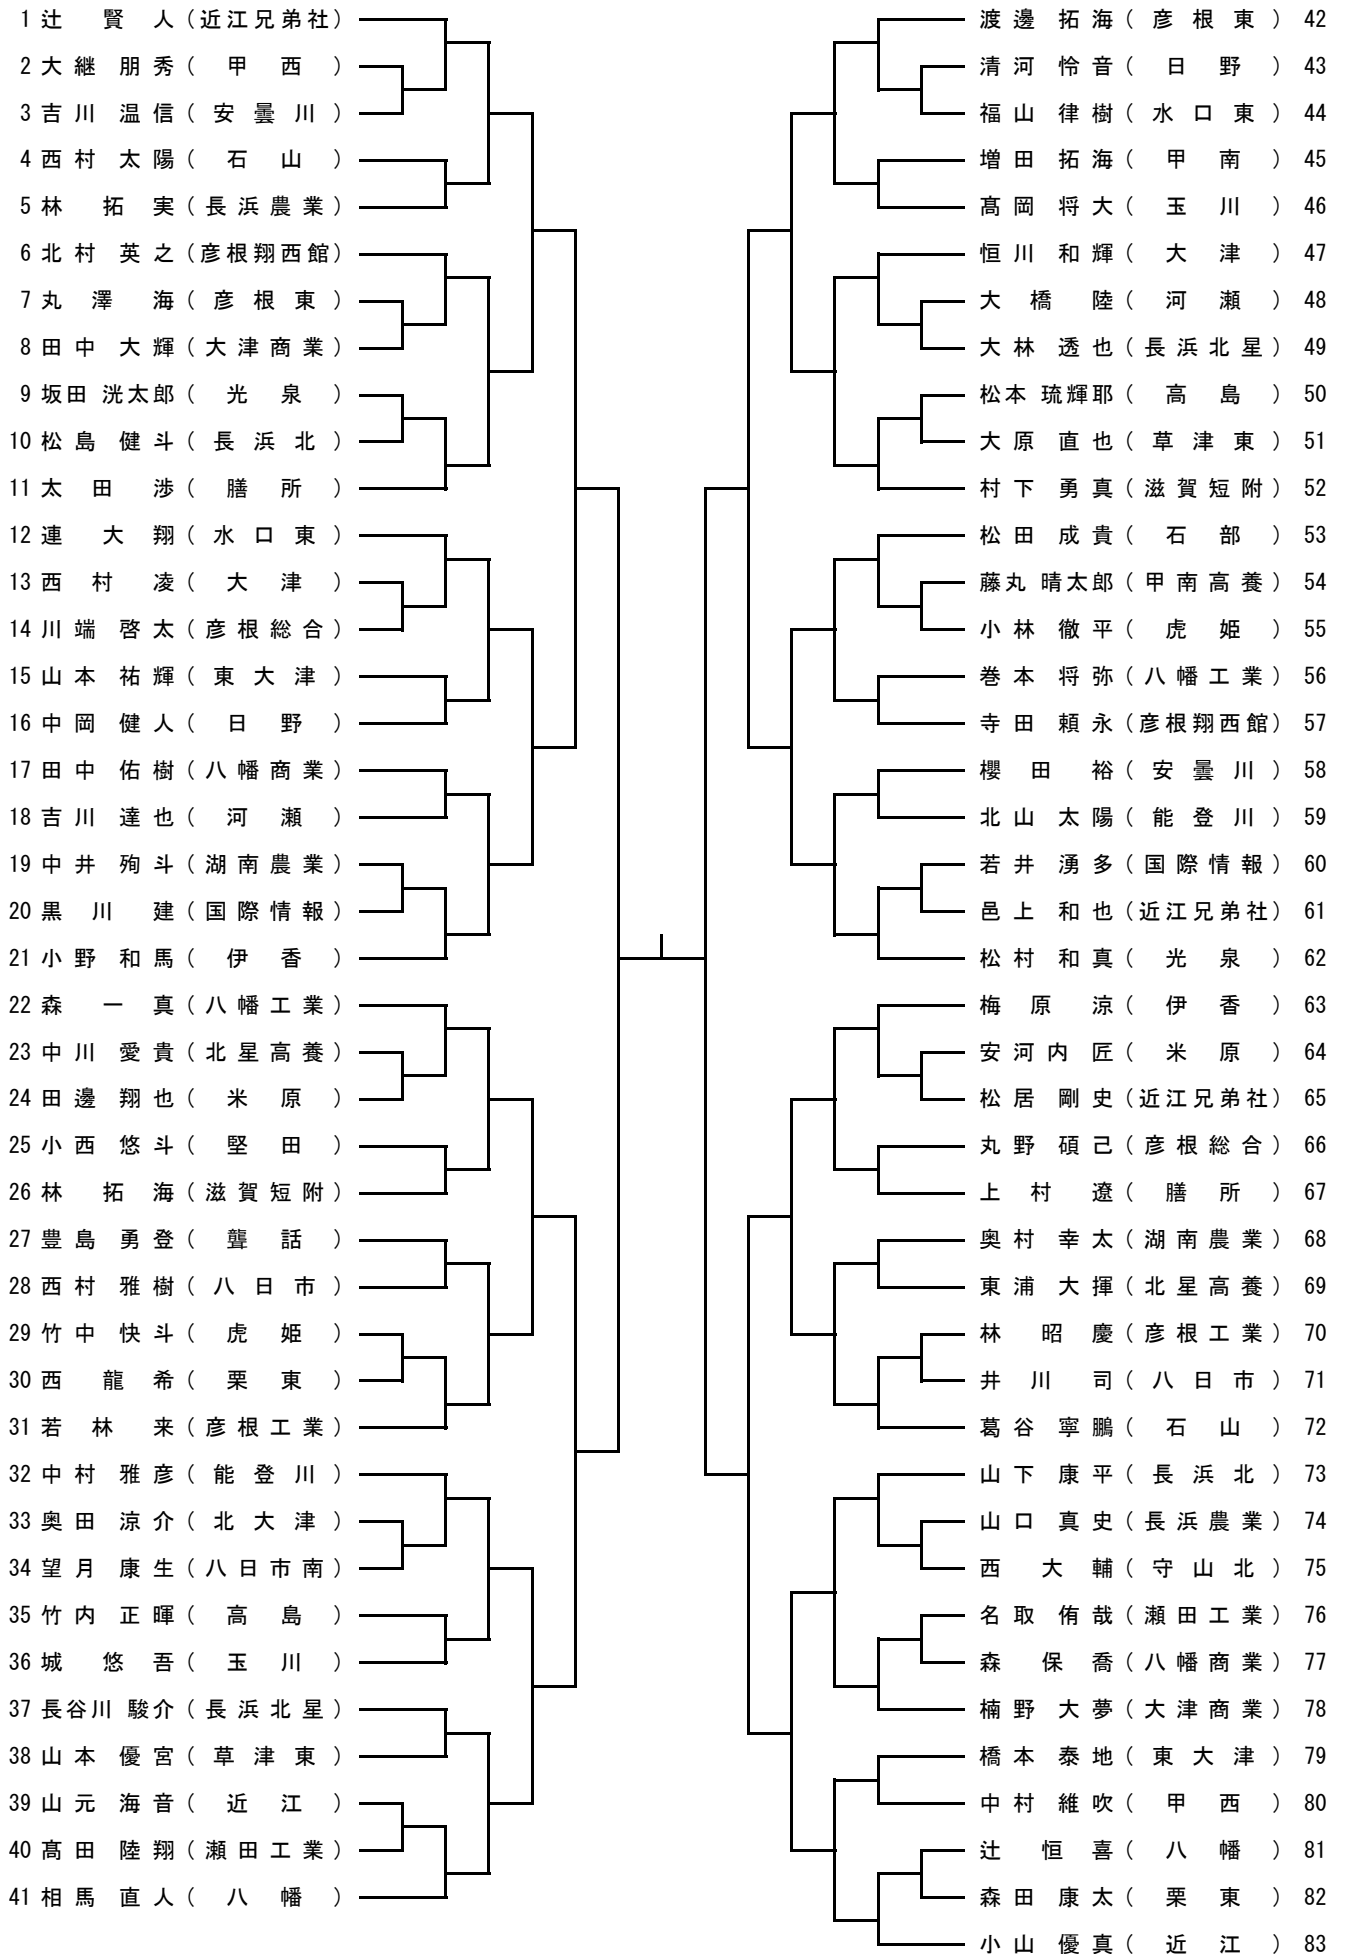 1 辻 賢 人 ( 近江兄弟社 )
2 大 継 朋 秀 ( 甲 西 )
3 吉 川 温 信 ( 安 曇 川 )
4 西 村 太 陽 ( 石 山 )
5 林 拓 実 ( 長 浜 農 業 )
6 北 村 英 之 ( 彦根翔西館 )
7 丸 澤 海 ( 彦 根 東 )
8 田 中 大 輝 ( 大 津 商 業 )
9 坂田 洸太郎 ( 光 泉 )
10 松 島 健 斗 ( 長 浜 北 )
11 太 田 渉 ( 膳 所 )
12 連 大 翔 ( 水 口 東 )
13 西 村 凌 ( 大 津 )
14 川 端 啓 太 ( 彦 根 総 合 )
15 山 本 祐 輝 ( 東 大 津 )
16 中 岡 健 人 ( 日 野 )
17 田 中 佑 樹 ( 八 幡 商 業 )
18 吉 川 達 也 ( 河 瀬 )
19 中 井 殉 斗 ( 湖 南 農 業 )
20 黒 川 建 ( 国 際 情 報 )
21 小 野 和 馬 ( 伊 香 )
22 森 一 真 ( 八 幡 工 業 )
23 中 川 愛 貴 ( 北 星 高 養 )
24 田 邊 翔 也 ( 米 原 )
25 小 西 悠 斗 ( 堅 田 )
26 林 拓 海 ( 滋 賀 短 附 )
27 豊 島 勇 登 ( 聾 話 )
28 西 村 雅 樹 ( 八 日 市 )
29 竹 中 快 斗 ( 虎 姫 )
30 西 龍 希 ( 栗 東 )
31 若 林 来 ( 彦 根 工 業 )
32 中 村 雅 彦 ( 能 登 川 )
33 奥 田 涼 介 ( 北 大 津 )
34 望 月 康 生 ( 八 日 市 南 )
35 竹 内 正 暉 ( 高 島 )
36 城 悠 吾 ( 玉 川 )
37 長谷川 駿介 ( 長 浜 北 星 )
38 山 本 優 宮 ( 草 津 東 )
39 山 元 海 音 ( 近 江 )
40 髙 田 陸 翔 ( 瀬 田 工 業 )
41 相 馬 直 人 ( 八 幡 )
渡 邊 拓 海 ( 彦 根 東 ) 42
清 河 怜 音 ( 日 野 ) 43
福 山 律 樹 ( 水 口 東 ) 44
増 田 拓 海 ( 甲 南 ) 45
髙 岡 将 大 ( 玉 川 ) 46
恒 川 和 輝 ( 大 津 ) 47
大 橋 陸 ( 河 瀬 ) 48
大 林 透 也 ( 長 浜 北 星 ) 49
松本 琉輝耶 ( 高 島 ) 50
大 原 直 也 ( 草 津 東 ) 51
村 下 勇 真 ( 滋 賀 短 附 ) 52
松 田 成 貴 ( 石 部 ) 53
藤丸 晴太郎 ( 甲 南 高 養 ) 54
小 林 徹 平 ( 虎 姫 ) 55
巻 本 将 弥 ( 八 幡 工 業 ) 56
寺 田 頼 永 ( 彦根翔西館 ) 57
櫻 田 裕 ( 安 曇 川 ) 58
北 山 太 陽 ( 能 登 川 ) 59
若 井 湧 多 ( 国 際 情 報 ) 60
邑 上 和 也 ( 近江兄弟社 ) 61
松 村 和 真 ( 光 泉 ) 62
梅 原 涼 ( 伊 香 ) 63
安 河 内 匠 ( 米 原 ) 64
松 居 剛 史 ( 近江兄弟社 ) 65
丸 野 碩 己 ( 彦 根 総 合 ) 66
上 村 遼 ( 膳 所 ) 67
奥 村 幸 太 ( 湖 南 農 業 ) 68
東 浦 大 揮 ( 北 星 高 養 ) 69
林 昭 慶 ( 彦 根 工 業 ) 70
井 川 司 ( 八 日 市 ) 71
葛 谷 寧 鵬 ( 石 山 ) 72
山 下 康 平 ( 長 浜 北 ) 73
山 口 真 史 ( 長 浜 農 業 ) 74
西 大 輔 ( 守 山 北 ) 75
名 取 侑 哉 ( 瀬 田 工 業 ) 76
森 保 喬 ( 八 幡 商 業 ) 77
楠 野 大 夢 ( 大 津 商 業 ) 78
橋 本 泰 地 ( 東 大 津 ) 79
中 村 維 吹 ( 甲 西 ) 80
辻 恒 喜 ( 八 幡 ) 81
森 田 康 太 ( 栗 東 ) 82
小 山 優 真 ( 近 江 ) 83